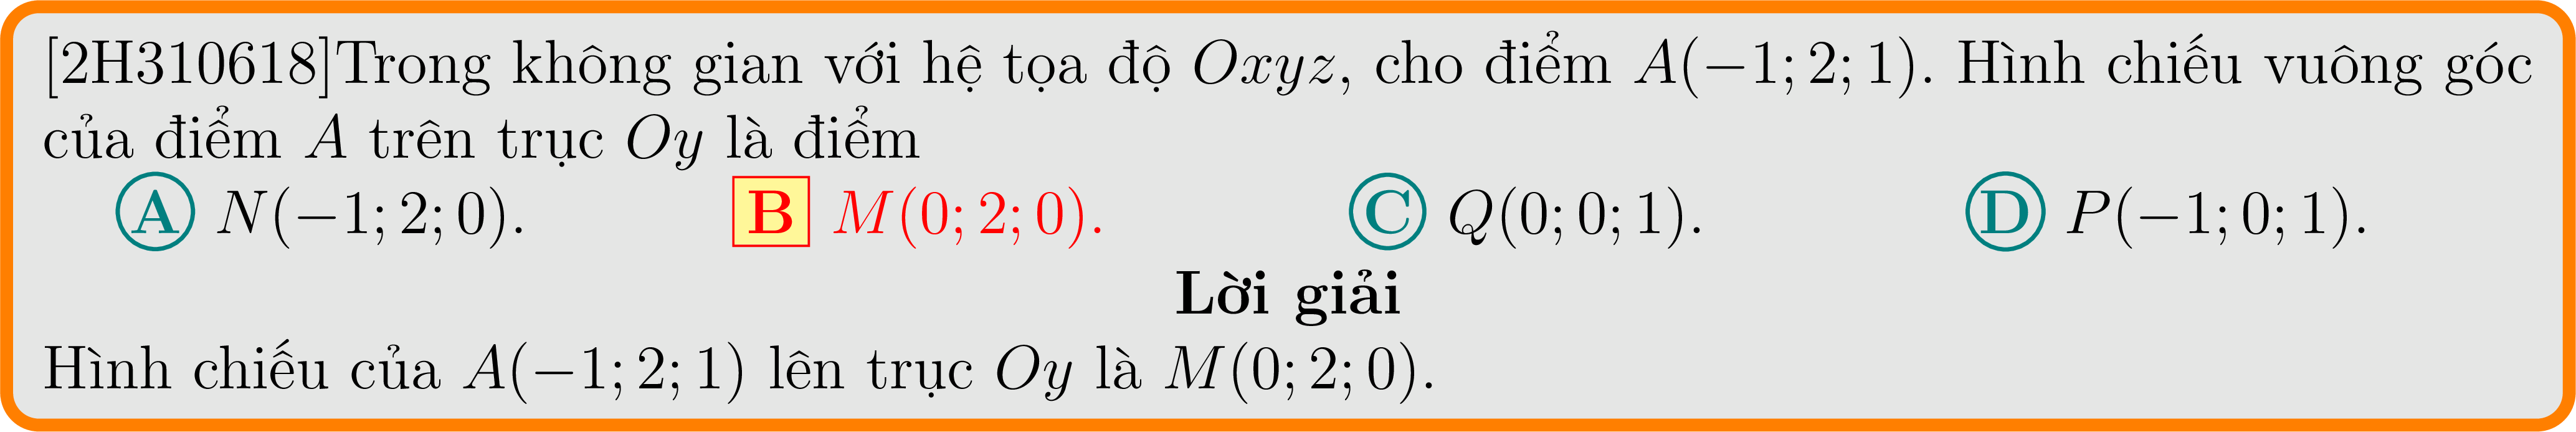 [2H310618]Trong không gian với hệ tọa độ Oxyz, cho điểm A(−1; 2; 1). Hình chiếu vuông góc
của điểm A trên trục Oy là điểm
A N(−1; 2; 0). B M(0; 2; 0). C Q(0; 0; 1). D P(−1; 0; 1).
Lời giải
Hình chiếu của A(−1; 2; 1) lên trục Oy là M(0; 2; 0).